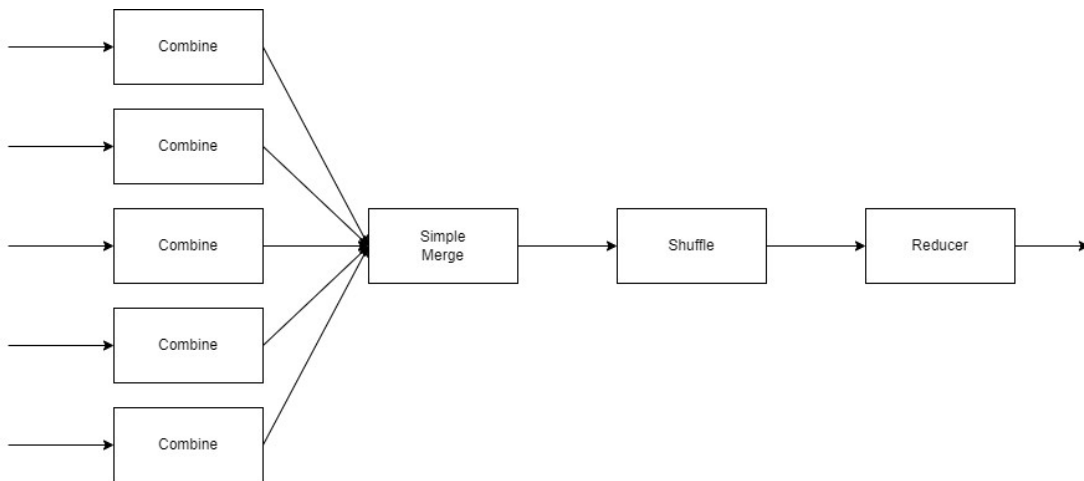 Combine
Combine
Combine
Simple
Merge
Shuffle
Reducer
Combine
Combine